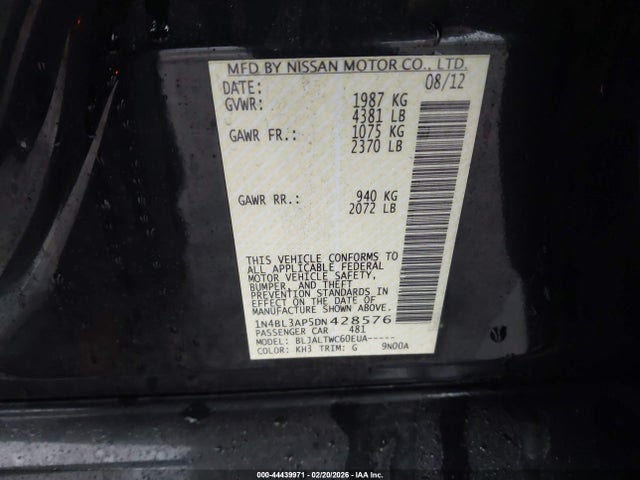 MFD BY NISSAN MOTOR CO., LTD.
DATE: 08/12
GVWR: 1987 KG
4381 LB
GAWR FR.: 1075 KG
2370 LB
GAWR RR.: 940 KG
2072 LB
THIS VEHICLE CONFORMS TO
ALL APPLICABLE FEDERAL
MOTOR VEHICLE SAFETY,
BUMPER, AND THEFT
PREVENTION STANDARDS IN
EFFECT ON THE DATE OF
MANUFACTURE SHOWN ABOVE.
1N4BL3AP5DN428576
PASSENGER CAR 481
MODEL: BLJALTWC60EUA-----
COLOR: KH3 TRIM: G 9N00A
000-44439971 - 02/20/2026 - IAA Inc.